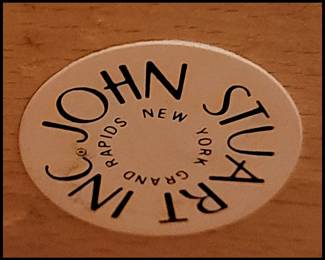 JOHN STUART INC
NEW YORK GRAND RAPIDS
®